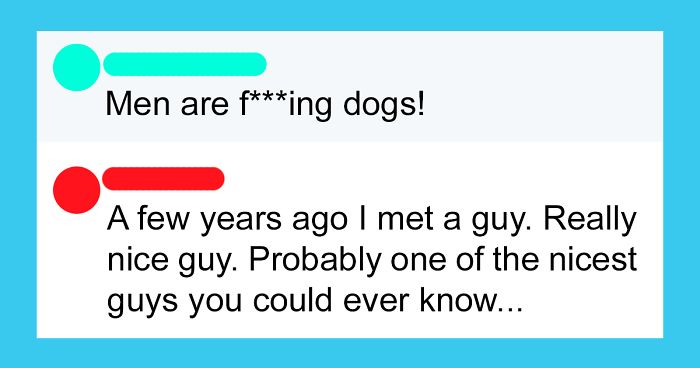 Men are f***ing dogs!
A few years ago I met a guy. Really
nice guy. Probably one of the nicest
guys you could ever know...